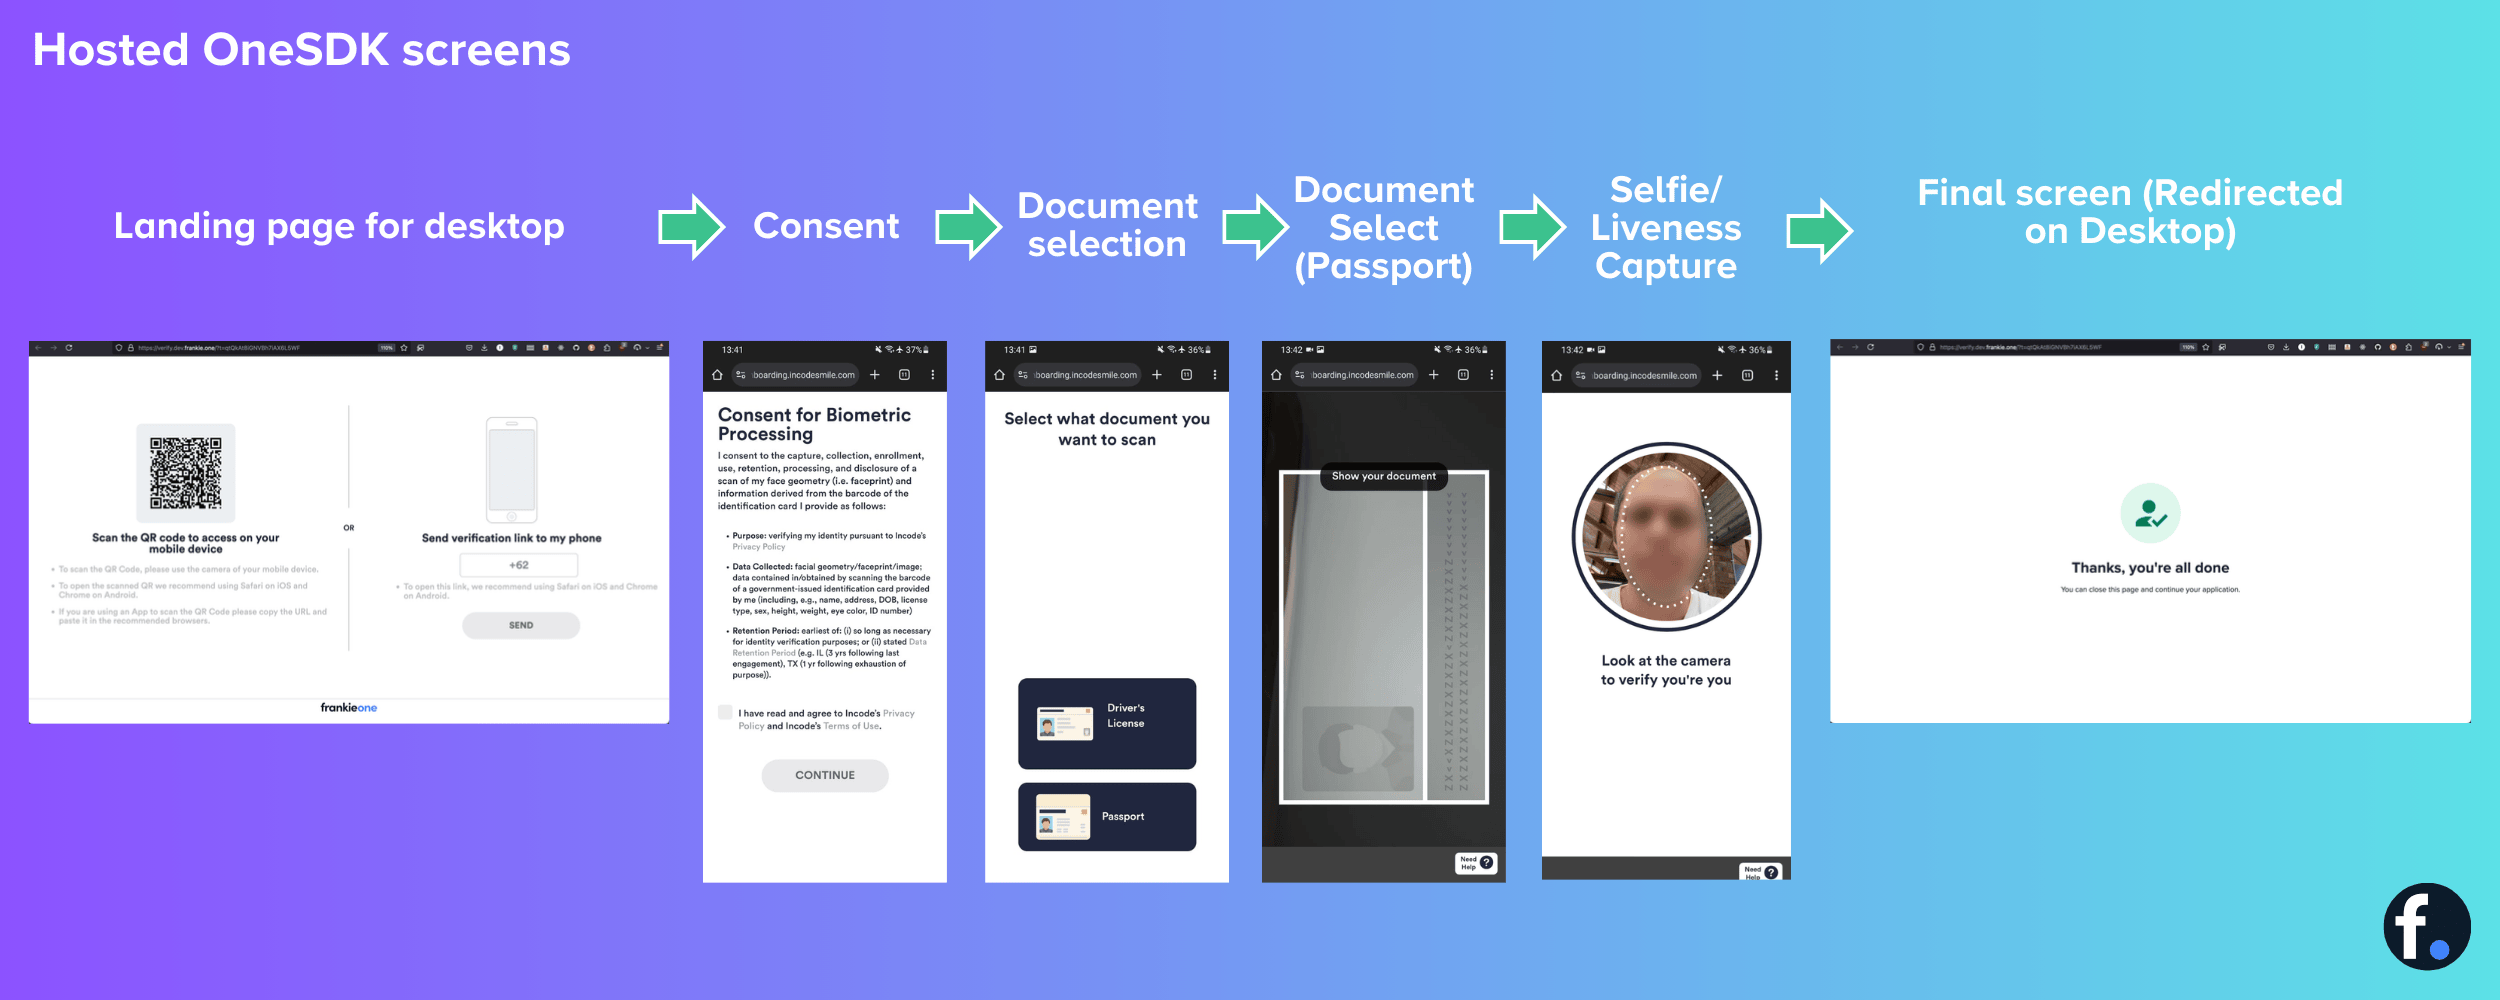 Hosted OneSDK screens
Landing page for desktop
Consent
Document
selection
Document
Select
(Passport)
Selfie/
Liveness
Capture
Final screen (Redirected
on Desktop)
110%
Scan the QR code to access on your
mobile device
To scan the QR Code, please use the camera of your mobile device.
To open the scanned QR we recommend using Safari on iOS and
Chrome on Android.
If you are using an App to scan the QR Code please copy the URL and
paste it in the recommended browsers.
OR
Send verification link to my phone
+62
To open this link, we recommend using Safari on iOS and Chrome
on Android.
SEND
frankieone
13:41
37%
boarding.incodesmile.com
11
Consent for Biometric
Processing
I consent to the capture, collection, enrollment,
use, retention, processing, and disclosure of a
scan of my face geometry (i.e. faceprint) and
information derived from the barcode of the
identification card I provide as follows:
Purpose: verifying my identity pursuant to Incode's
Privacy Policy
Data Collected: facial geometry/faceprint/image;
data contained in/obtained by scanning the barcode
of a government-issued identification card provided
by me (including, e.g., name, address, DOB, license
type, sex, height, weight, eye color, ID number)
Retention Period: earliest of: (i) so long as necessary
for identity verification purposes; or (ii) stated Data
Retention Period (e.g. IL (3 yrs following last
engagement), TX (1 yr following exhaustion of
purpose)).
I have read and agree to Incode's Privacy
Policy and Incode's Terms of Use.
CONTINUE
13:41
36%
boarding.incodesmile.com
11
Select what document you
want to scan
Driver's
License
Passport
13:42
36%
boarding.incodesmile.com
11
Show your document
Need
Help
?
13:42
36%
boarding.incodesmile.com
11
Look at the camera
to verify you're you
Need
Help
?
110%
Thanks, you're all done
You can close this page and continue your application.
f.